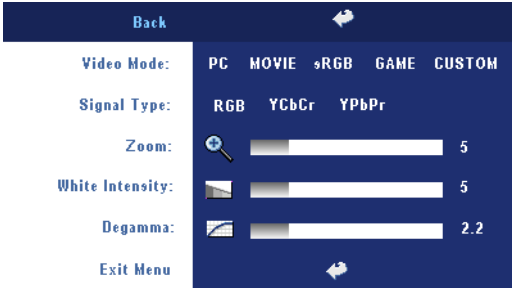 Back
Video Mode: PC MOVIE sRGB GAME CUSTOM
Signal Type: RGB YCbCr YPbPr
Zoom: 5
White Intensity: 5
Degamma: 2.2
Exit Menu